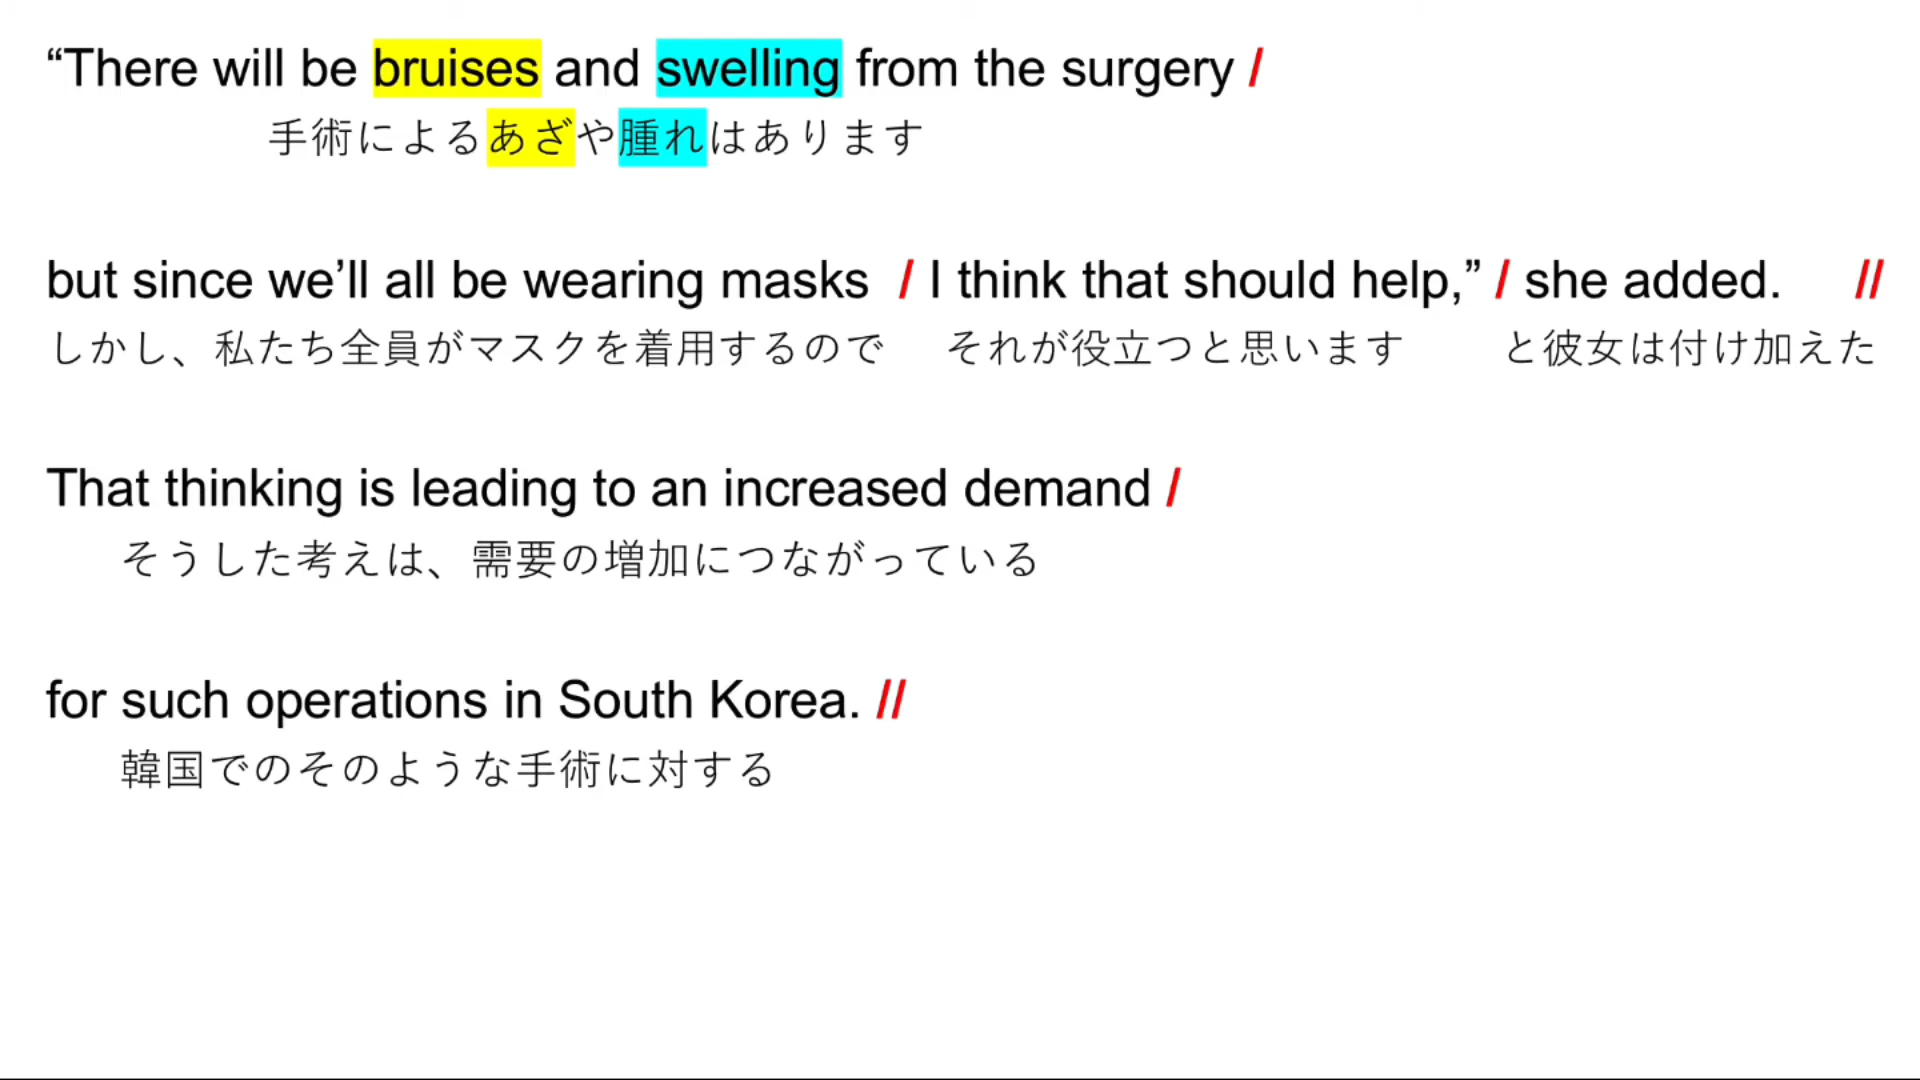 “There will be bruises and swelling from the surgery /
手術によるあざや腫れはあります
but since we’ll all be wearing masks / I think that should help,” / she added. //
しかし、私たち全員がマスクを着用するので それが役立つと思います と彼女は付け加えた
That thinking is leading to an increased demand /
そうした考えは、需要の増加につながっている
for such operations in South Korea. //
韓国でのそのような手術に対する